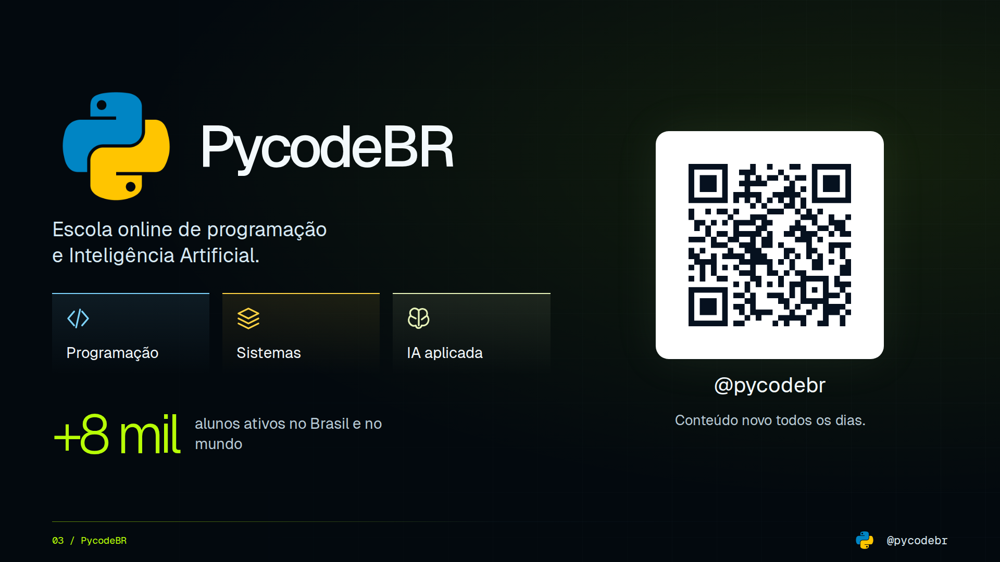 PycodeBR
Escola online de programação
e Inteligência Artificial.
Programação
Sistemas
IA aplicada
+8 mil
alunos ativos no Brasil e no
mundo
@pycodebr
Conteúdo novo todos os dias.
03 / PycodeBR
@pycodebr